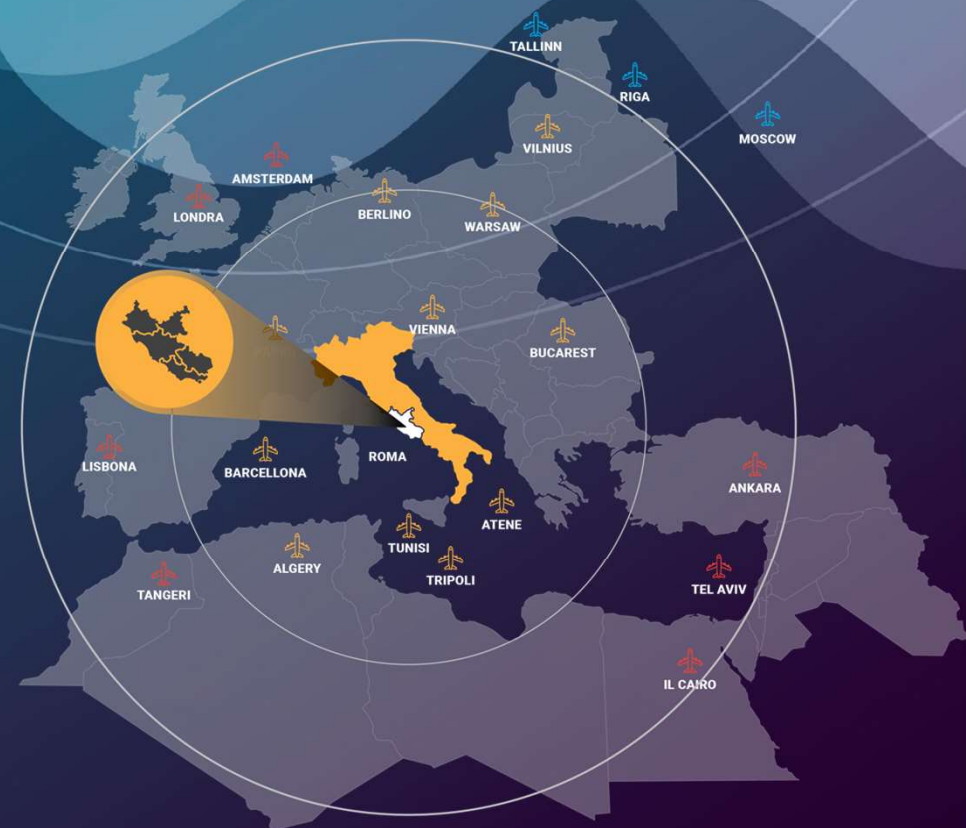 TALLINN
RIGA
MOSCOW
VILNIUS
AMSTERDAM
LONDRA
BERLINO
WARSAW
VIENNA
BUCAREST
LISBONA
BARCELLONA
ROMA
ANKARA
ATENE
TUNISI
ALGERY
TRIPOLI
TANGERI
TEL AVIV
IL CAIRO